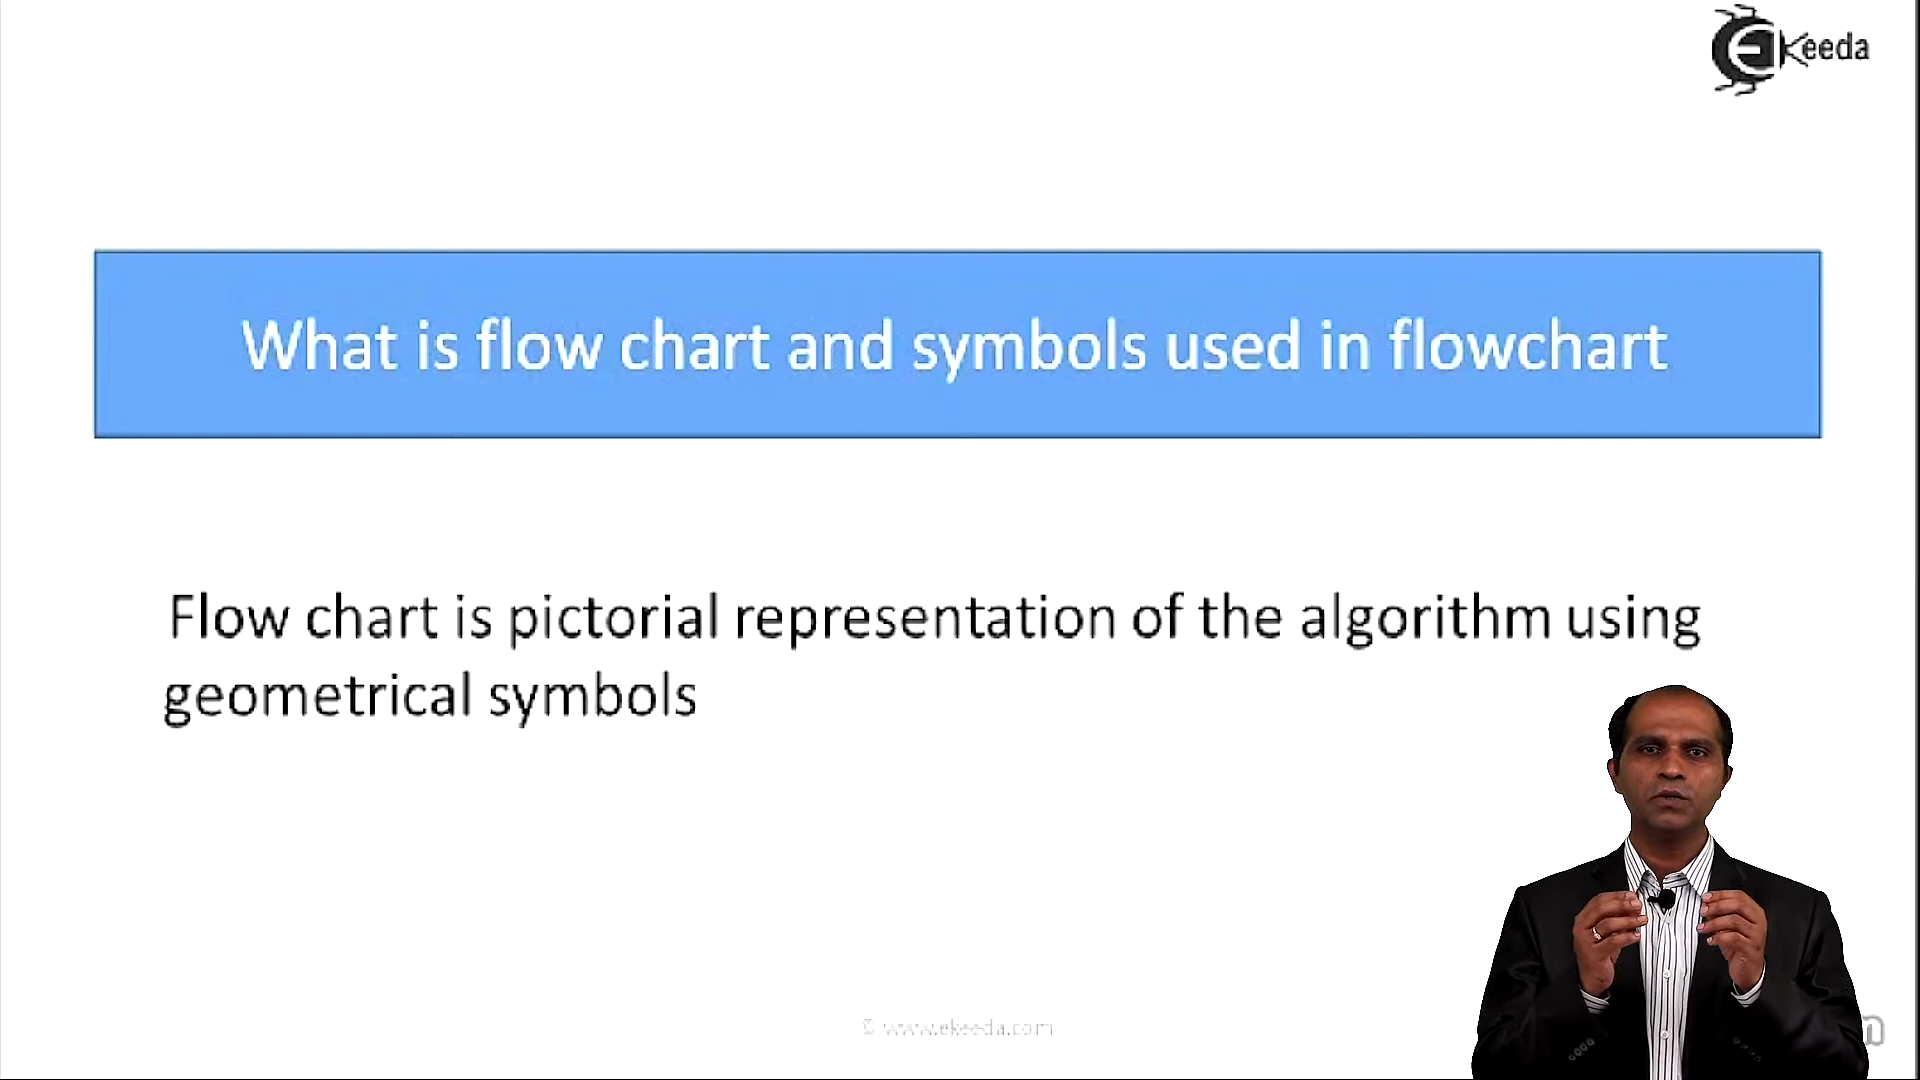 Ekeeda
What is flow chart and symbols used in flowchart
Flow chart is pictorial representation of the algorithm using
geometrical symbols
© www.ekeeda.com